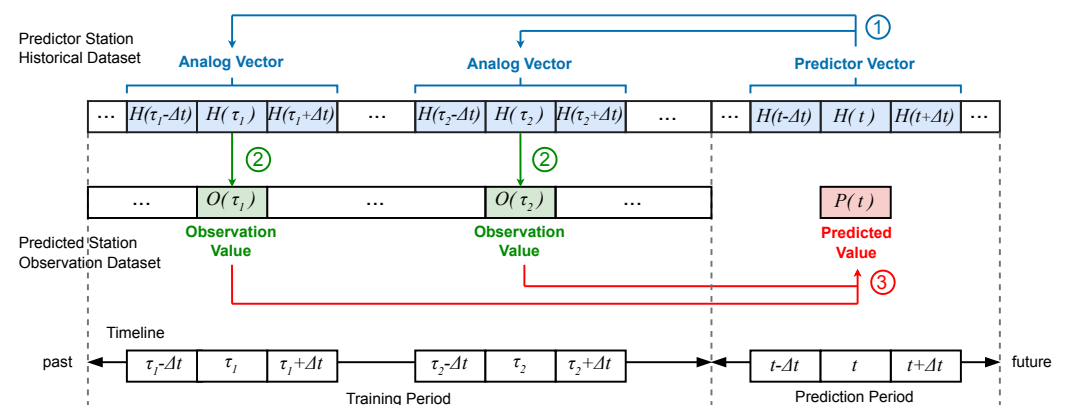 ①
Predictor Station
Historical Dataset
Analog Vector
Analog Vector
Predictor Vector
... H(τ₁-Δt) H(τ₁) H(τ₁+Δt) ... H(τ₂-Δt) H(τ₂) H(τ₂+Δt) ... ... H(t-Δt) H(t) H(t+Δt) ...
② ②
... O(τ₁) ... O(τ₂) ... P(t)
Observation
Value
Observation
Value
Predicted
Value
Predicted Station
Observation Dataset
③
Timeline
past τ₁-Δt τ₁ τ₁+Δt τ₂-Δt τ₂ τ₂+Δt t-Δt t t+Δt future
Training Period
Prediction Period